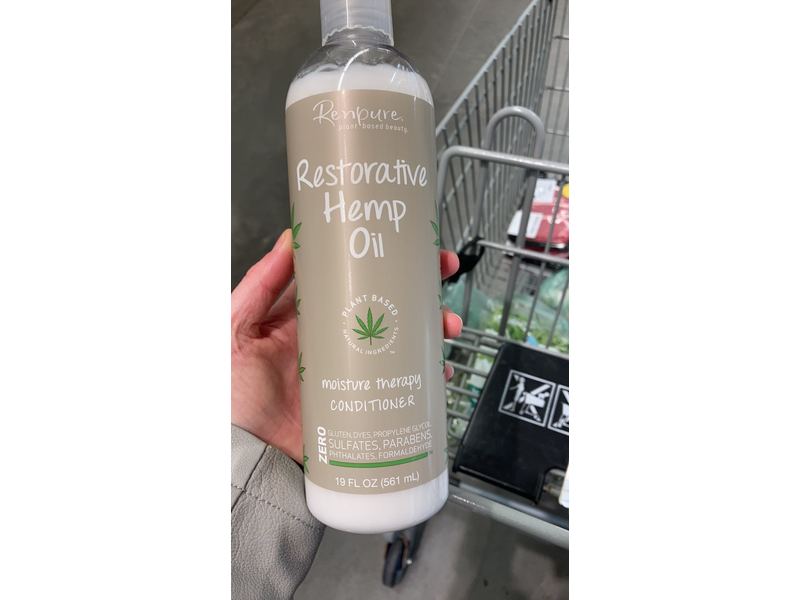 Renpure.
plant based beauty.
Restorative
Hemp
Oil
PLANT BASED
NATURAL INGREDIENTS
moisture therapy
CONDITIONER
ZERO
GLUTEN, DYES, PROPYLENE GLYCOL,
SULFATES, PARABENS,
PHTHALATES, FORMALDEHYDE
19 FL OZ (561 mL)